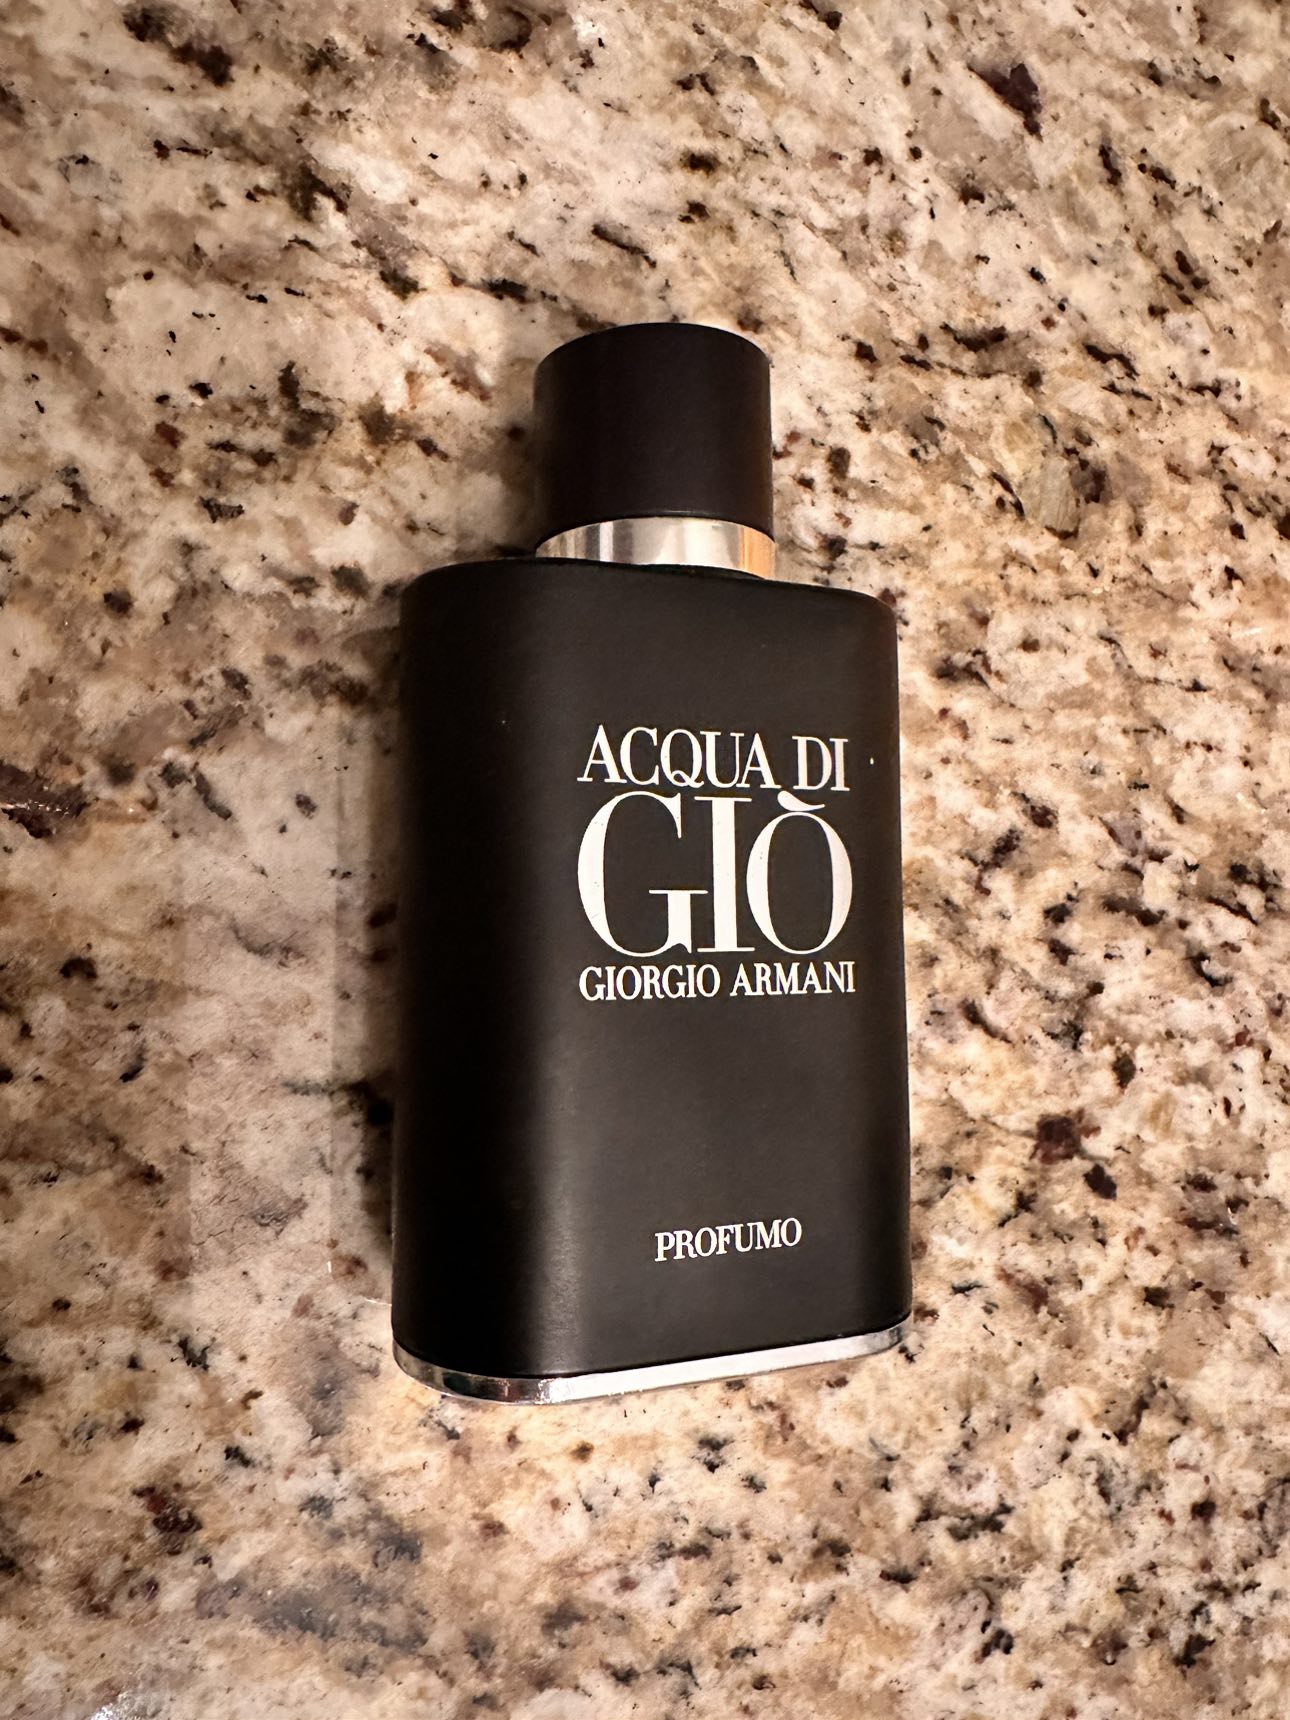 ACQUA DI
GIÒ
GIORGIO ARMANI
PROFUMO